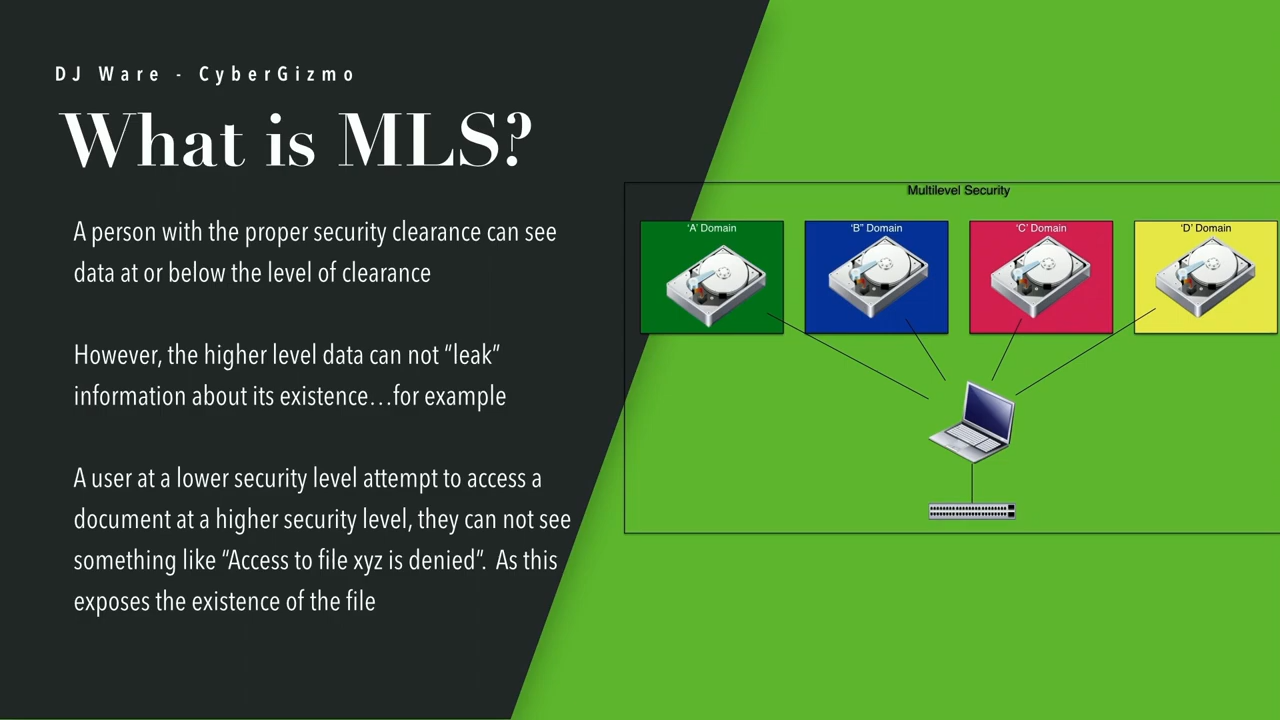 DJ Ware - CyberGizmo
What is MLS?
A person with the proper security clearance can see
data at or below the level of clearance
However, the higher level data can not “leak”
information about its existence…for example
A user at a lower security level attempt to access a
document at a higher security level, they can not see
something like “Access to file xyz is denied”. As this
exposes the existence of the file
Multilevel Security
‘A’ Domain
‘B” Domain
‘C’ Domain
‘D’ Domain